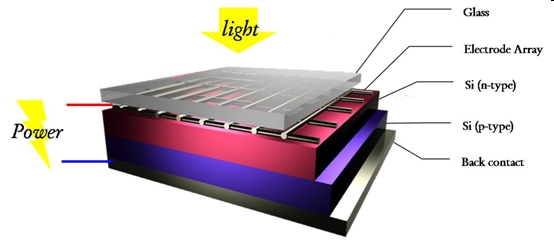 light
Power
Glass
Electrode Array
Si (n-type)
Si (p-type)
Back contact